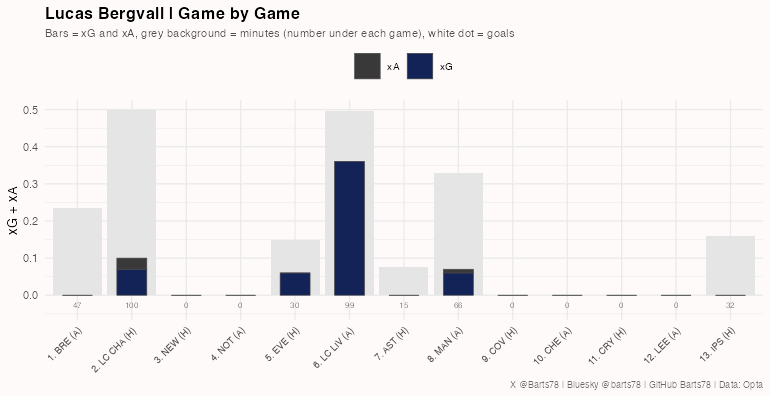 Lucas Bergvall | Game by Game
Bars = xG and xA, grey background = minutes (number under each game), white dot = goals
xA xG
xG + xA
0.5
0.4
0.3
0.2
0.1
0.0
47 100 0 0 30 99 15 66 0 0 0 0 32
1. BRE (A)
2. LC CHA (H)
3. NEW (H)
4. NOT (A)
5. EVE (H)
6. LC LIV (A)
7. AST (H)
8. MAN (A)
9. COV (H)
10. CHE (A)
11. CRY (H)
12. LEE (A)
13. IPS (H)
X @Barts78 | Bluesky @barts78 | GitHub Barts78 | Data: Opta